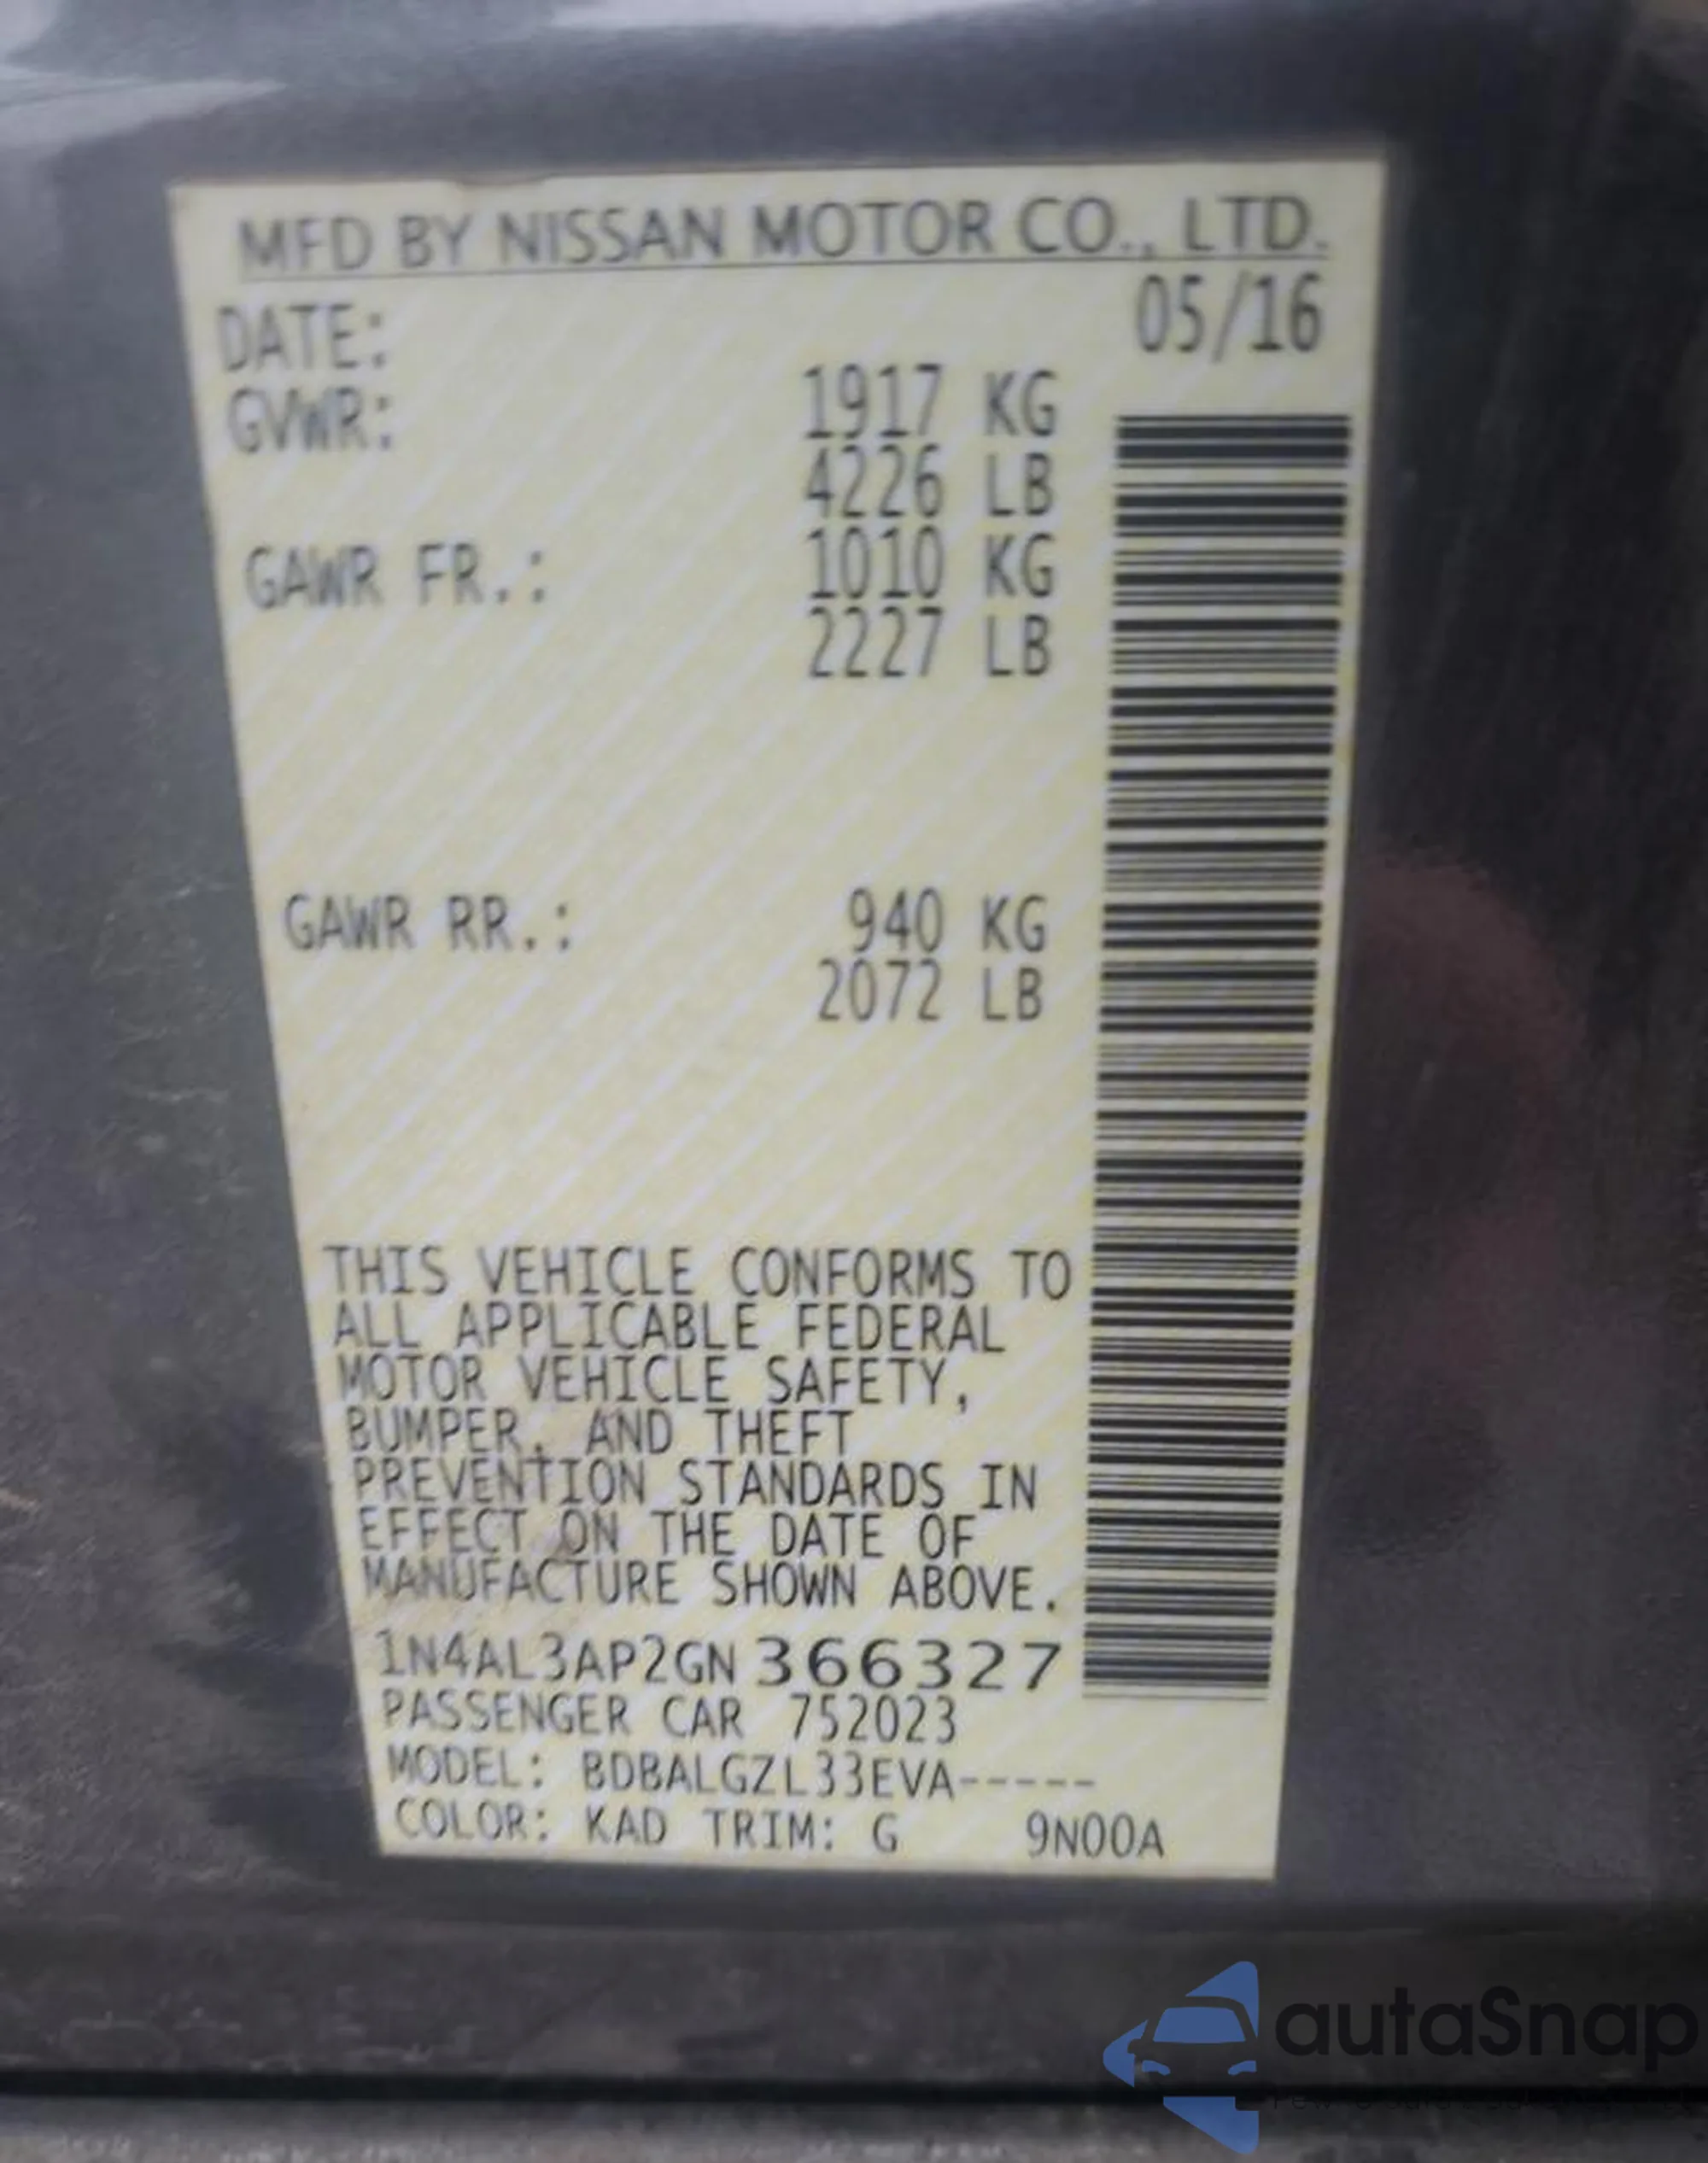 MFD BY NISSAN MOTOR CO., LTD.
DATE: 05/16
GVWR: 1917 KG
4226 LB
GAWR FR.: 1010 KG
2227 LB
GAWR RR.: 940 KG
2072 LB
THIS VEHICLE CONFORMS TO
ALL APPLICABLE FEDERAL
MOTOR VEHICLE SAFETY,
BUMPER, AND THEFT
PREVENTION STANDARDS IN
EFFECT ON THE DATE OF
MANUFACTURE SHOWN ABOVE.
1N4AL3AP2GN366327
PASSENGER CAR 752023
MODEL: BDBALGZL33EVA-----
COLOR: KAD TRIM: G 9N00A
autaSnap